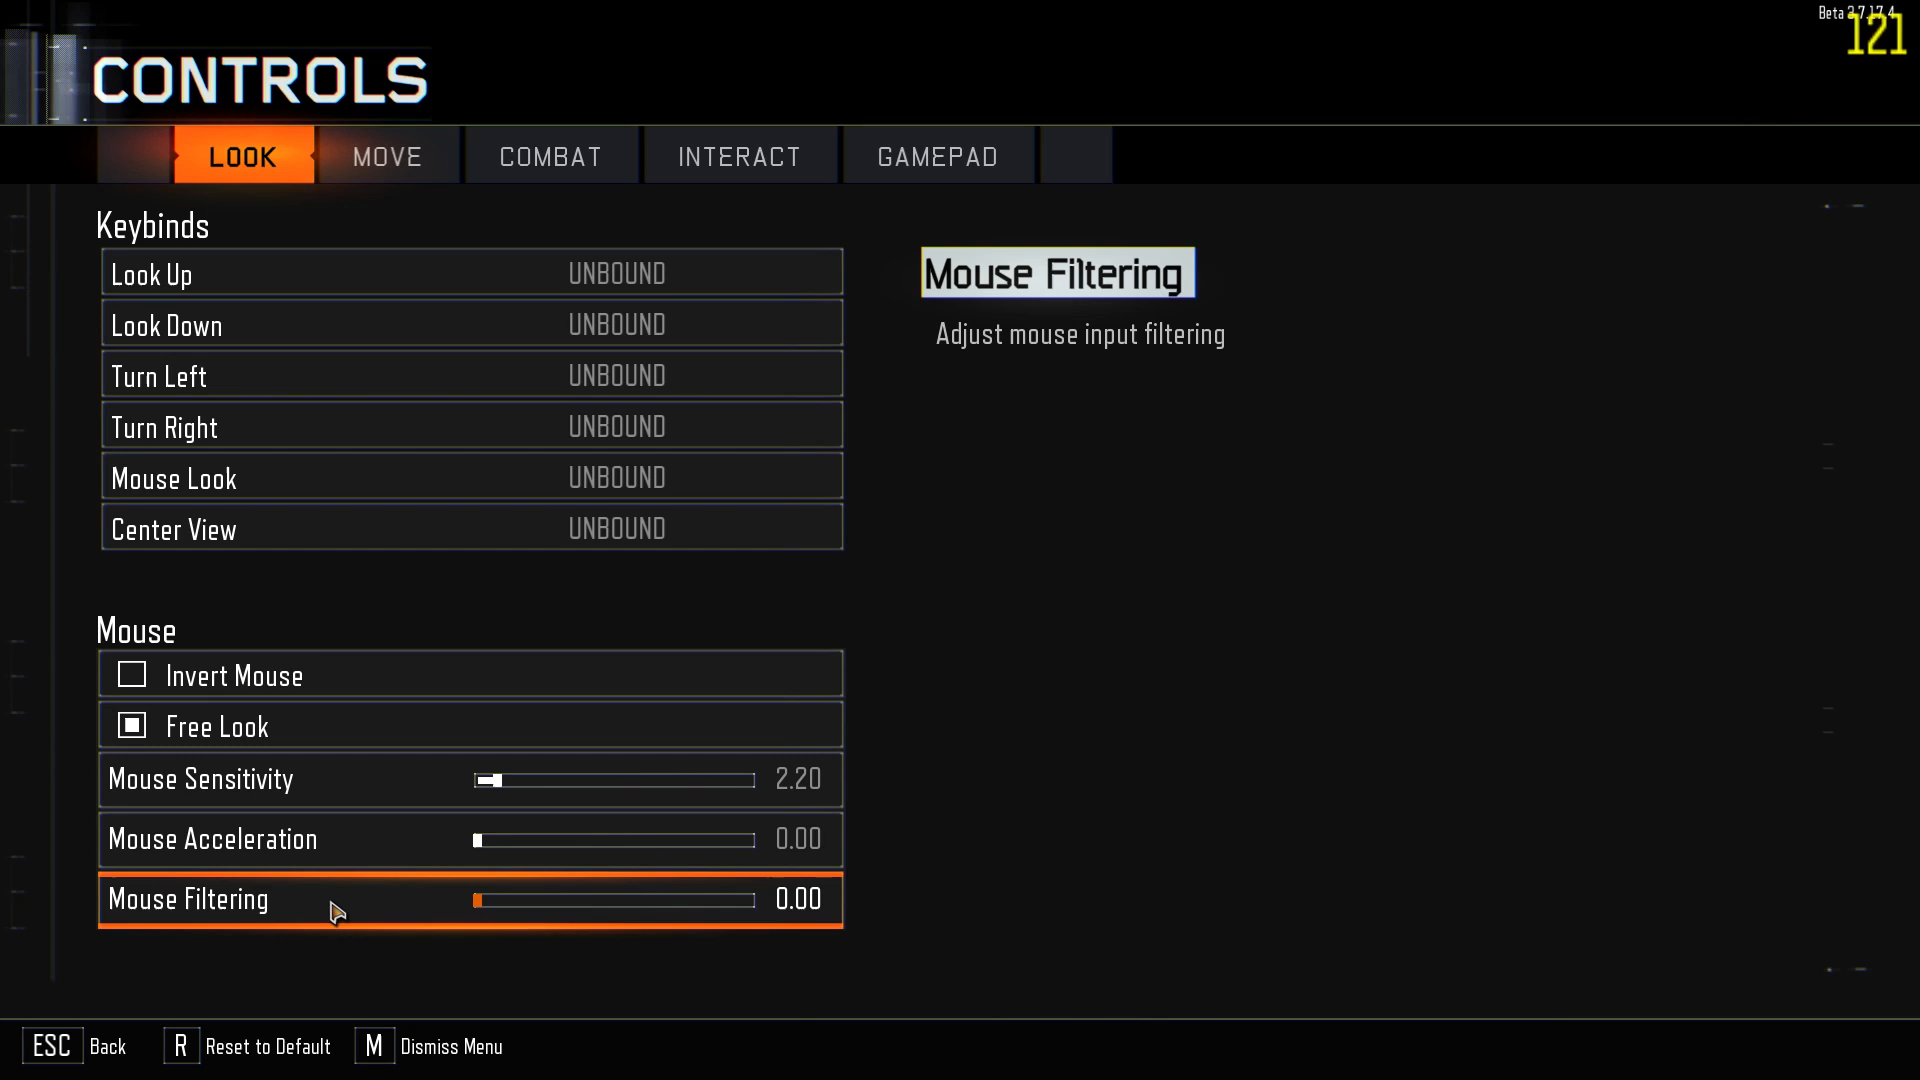 Beta 3.7.17.4
121
CONTROLS
LOOK MOVE COMBAT INTERACT GAMEPAD
Keybinds
Look Up UNBOUND
Look Down UNBOUND
Turn Left UNBOUND
Turn Right UNBOUND
Mouse Look UNBOUND
Center View UNBOUND
Mouse Filtering
Adjust mouse input filtering
Mouse
Invert Mouse
Free Look
Mouse Sensitivity 2.20
Mouse Acceleration 0.00
Mouse Filtering 0.00
ESC Back R Reset to Default M Dismiss Menu